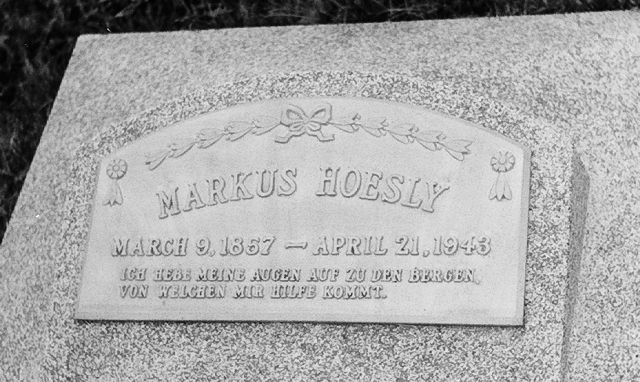 MARKUS HOESLY
MARCH 9, 1857 — APRIL 21, 1943
ICH HEBE MEINE AUGEN AUF ZU DEN BERGEN,
VON WELCHEN MIR HILFE KOMMT.